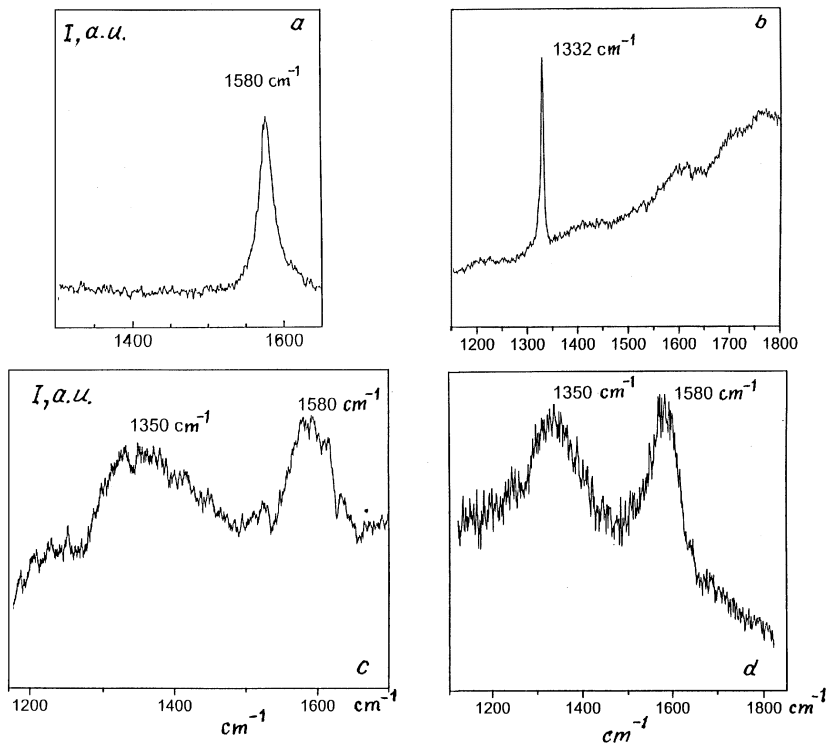 I, a.u.
a
1580 cm⁻¹
1400 1600
b
1332 cm⁻¹
1200 1300 1400 1500 1600 1700 1800
I, a.u.
1350 cm⁻¹
1580 cm⁻¹
c
1200 1400 1600 cm⁻¹
cm⁻¹
1350 cm⁻¹
1580 cm⁻¹
d
1200 1400 1600 1800 cm⁻¹
cm⁻¹